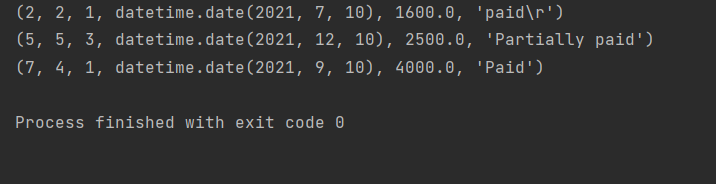 (2, 2, 1, datetime.date(2021, 7, 10), 1600.0, 'paid\r')
(5, 5, 3, datetime.date(2021, 12, 10), 2500.0, 'Partially paid')
(7, 4, 1, datetime.date(2021, 9, 10), 4000.0, 'Paid')
Process finished with exit code 0